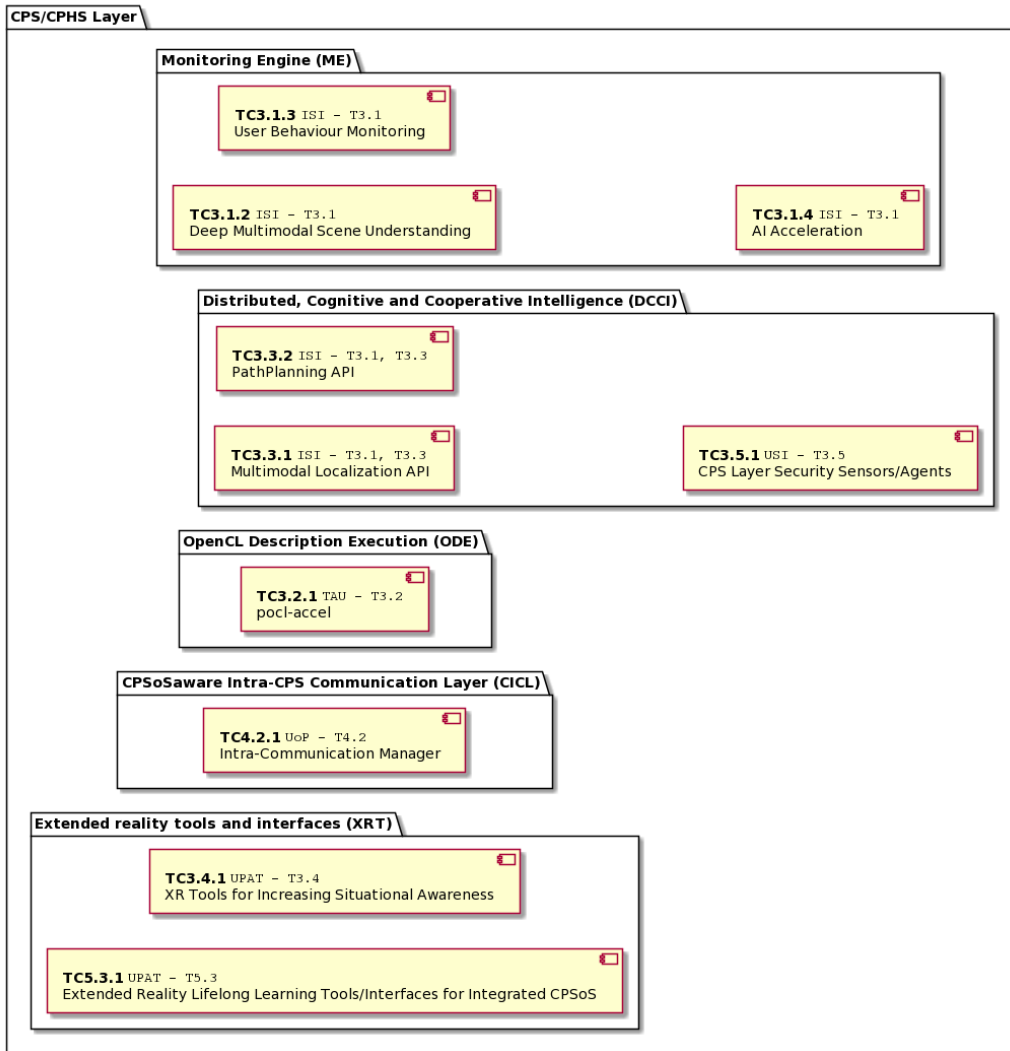 CPS/CPHS Layer
Monitoring Engine (ME)
TC3.1.3 ISI - T3.1
User Behaviour Monitoring
TC3.1.2 ISI - T3.1
Deep Multimodal Scene Understanding
TC3.1.4 ISI - T3.1
AI Acceleration
Distributed, Cognitive and Cooperative Intelligence (DCCI)
TC3.3.2 ISI - T3.1, T3.3
PathPlanning API
TC3.3.1 ISI - T3.1, T3.3
Multimodal Localization API
TC3.5.1 USI - T3.5
CPS Layer Security Sensors/Agents
OpenCL Description Execution (ODE)
TC3.2.1 TAU - T3.2
pocl-accel
CPSoSaware Intra-CPS Communication Layer (CICL)
TC4.2.1 UoP - T4.2
Intra-Communication Manager
Extended reality tools and interfaces (XRT)
TC3.4.1 UPAT - T3.4
XR Tools for Increasing Situational Awareness
TC5.3.1 UPAT - T5.3
Extended Reality Lifelong Learning Tools/Interfaces for Integrated CPSoS